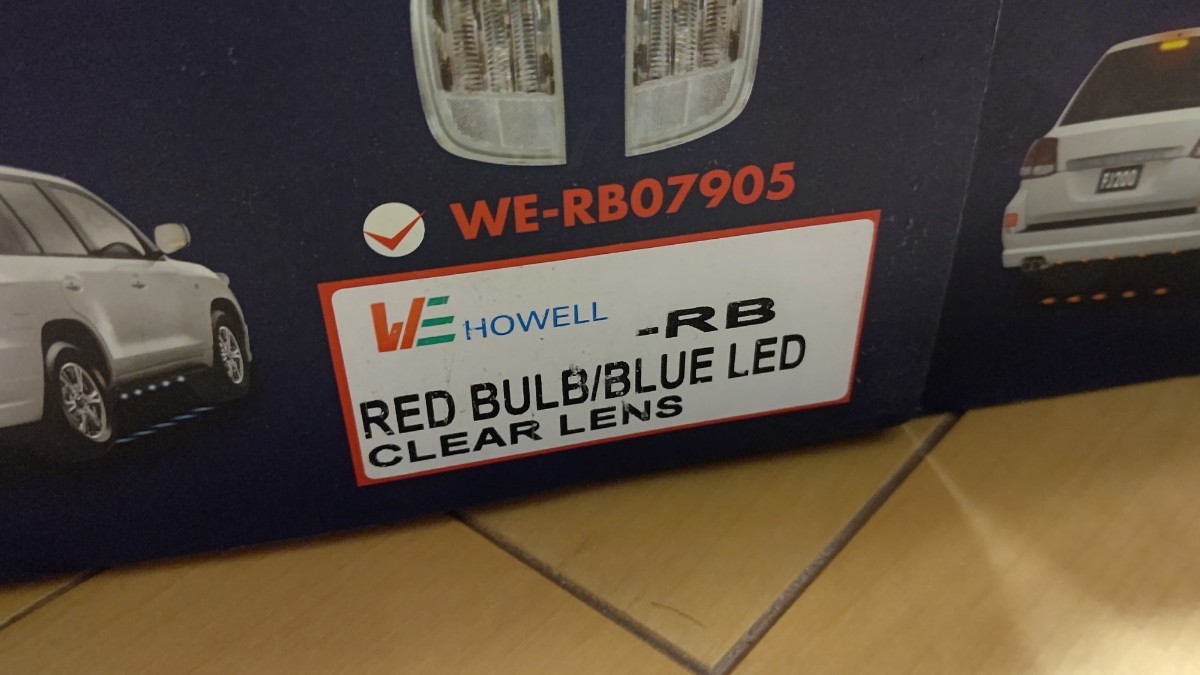 WE-RB07905
WE HOWELL -RB
RED BULB/BLUE LED
CLEAR LENS
FJ200